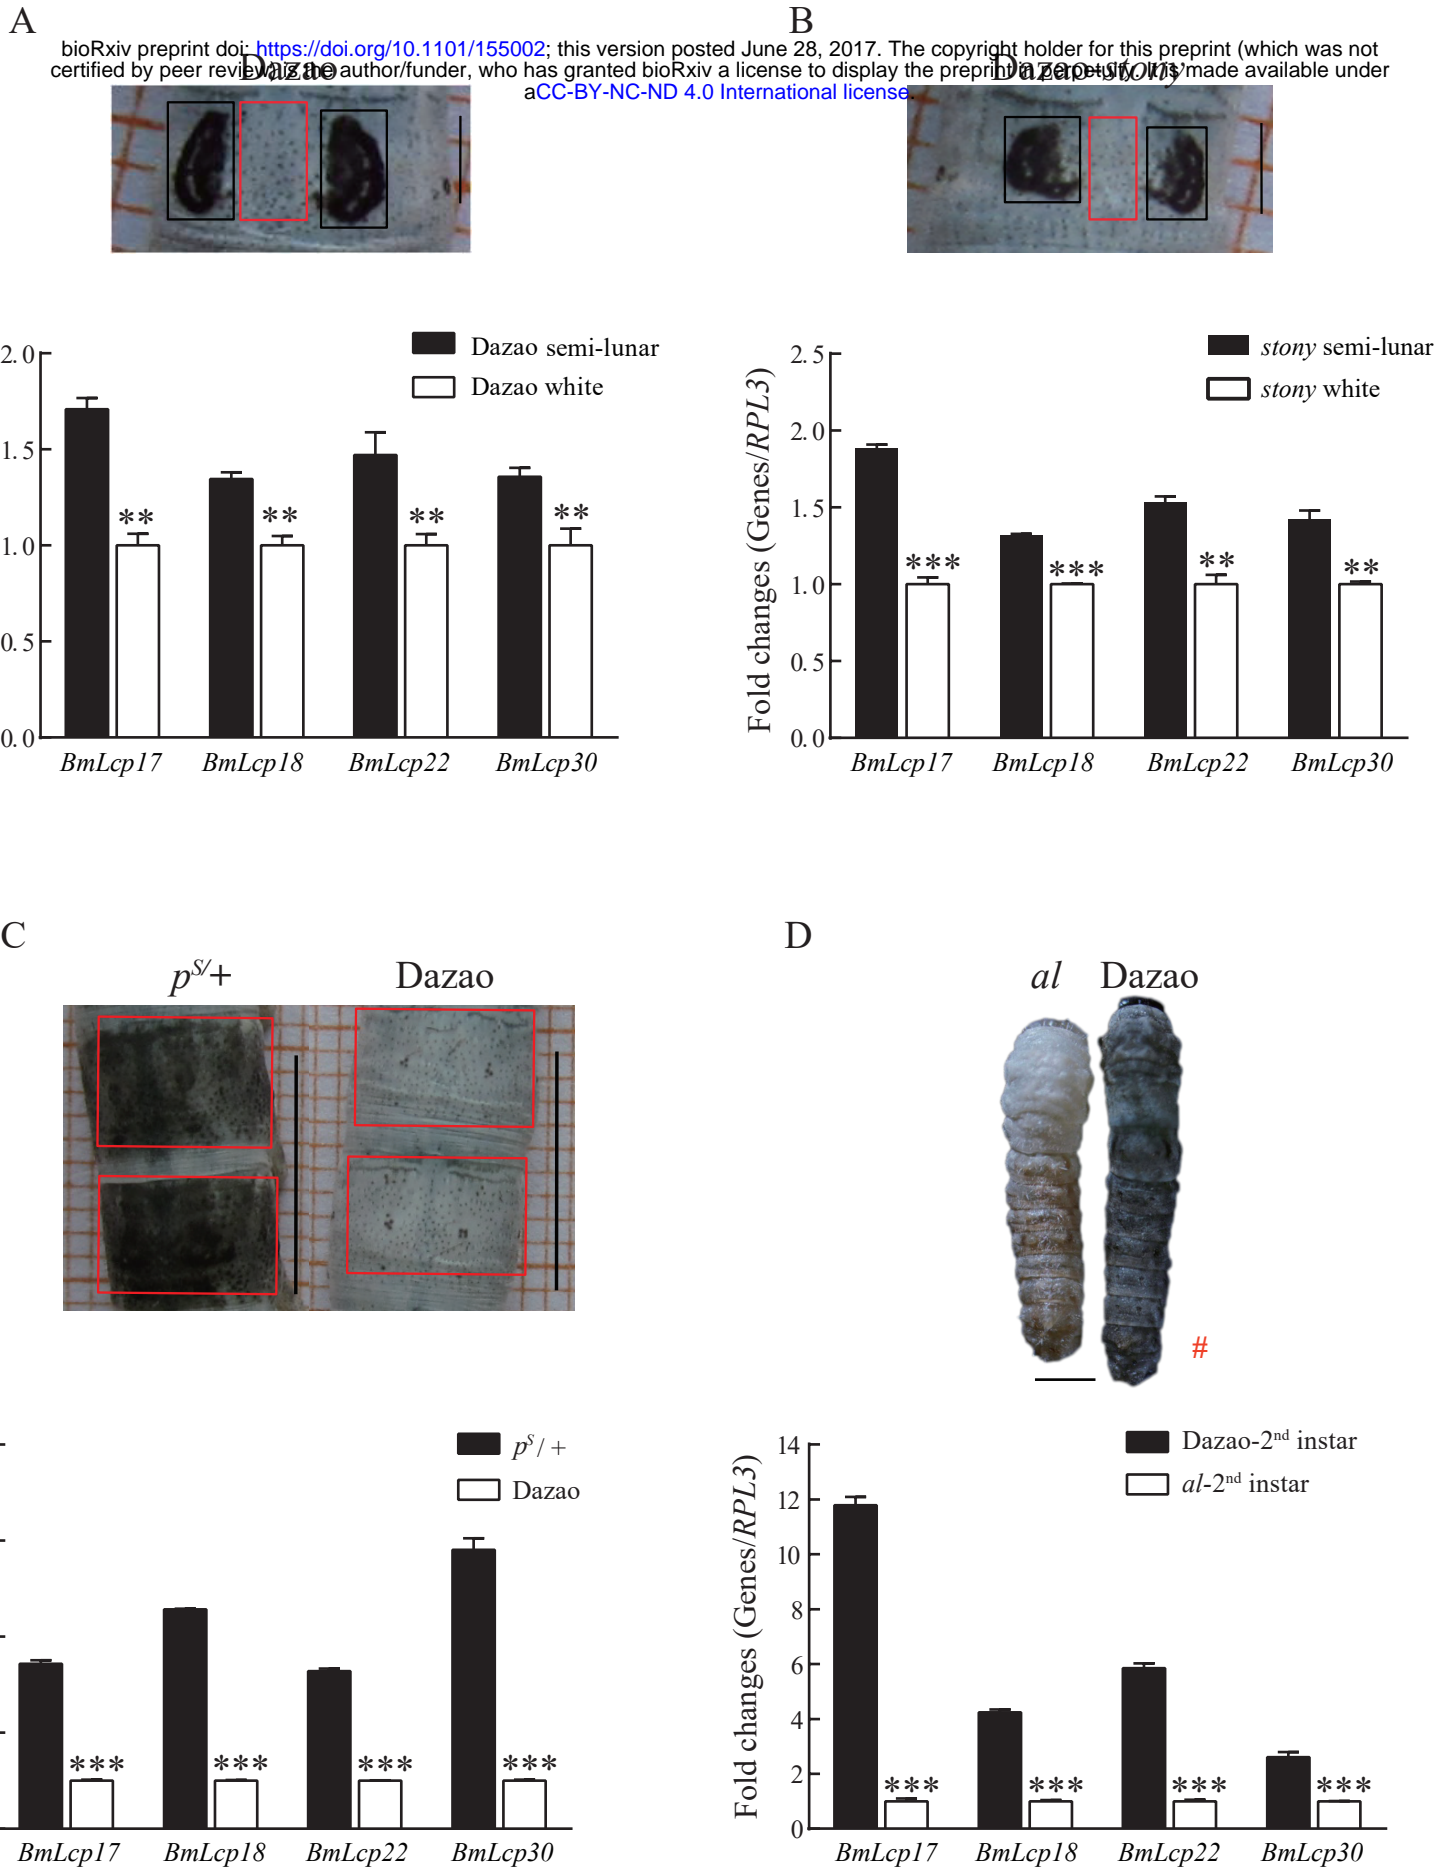 A
B
bioRxiv preprint doi: https://doi.org/10.1101/155002; this version posted June 28, 2017. The copyright holder for this preprint (which was not
certified by peer review) is the author/funder, who has granted bioRxiv a license to display the preprint in perpetuity. It is made available under
aCC-BY-NC-ND 4.0 International license.
Dazao
Dazao-stony
Dazao semi-lunar
Dazao white
2.0
1.5
1.0
0.5
0.0
** ** ** **
BmLcp17 BmLcp18 BmLcp22 BmLcp30
stony semi-lunar
stony white
Fold changes (Genes/RPL3)
2.5
2.0
1.5
1.0
0.5
0.0
*** *** ** **
BmLcp17 BmLcp18 BmLcp22 BmLcp30
C
pS/+ Dazao
pS/+
Dazao
*** *** *** ***
BmLcp17 BmLcp18 BmLcp22 BmLcp30
D
al Dazao
#
Dazao-2nd instar
al-2nd instar
Fold changes (Genes/RPL3)
14
12
10
8
6
4
2
0
*** *** *** ***
BmLcp17 BmLcp18 BmLcp22 BmLcp30